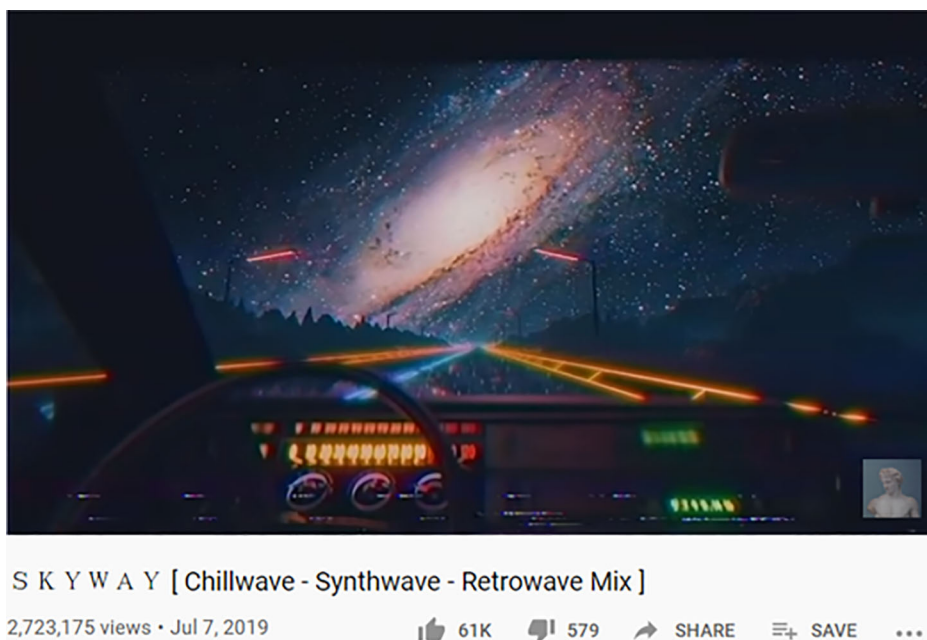 S K Y W A Y [ Chillwave - Synthwave - Retrowave Mix ]
2,723,175 views • Jul 7, 2019 61K 579 SHARE SAVE